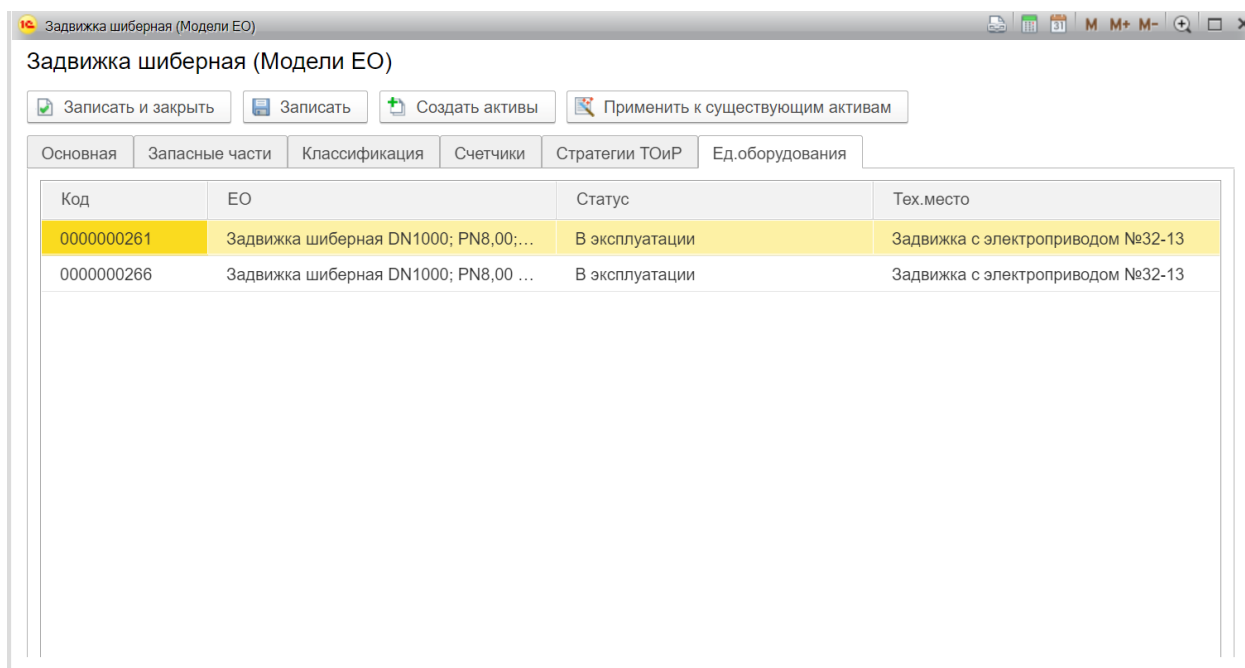 1С Задвижка шиберная (Модели ЕО) 31 M M+ M-
Задвижка шиберная (Модели ЕО)
Записать и закрыть Записать Создать активы Применить к существующим активам
Основная Запасные части Классификация Счетчики Стратегии ТОиР Ед.оборудования
Код ЕО Статус Тех.место
0000000261 Задвижка шиберная DN1000; PN8,00;... В эксплуатации Задвижка с электроприводом №32-13
0000000266 Задвижка шиберная DN1000; PN8,00 ... В эксплуатации Задвижка с электроприводом №32-13